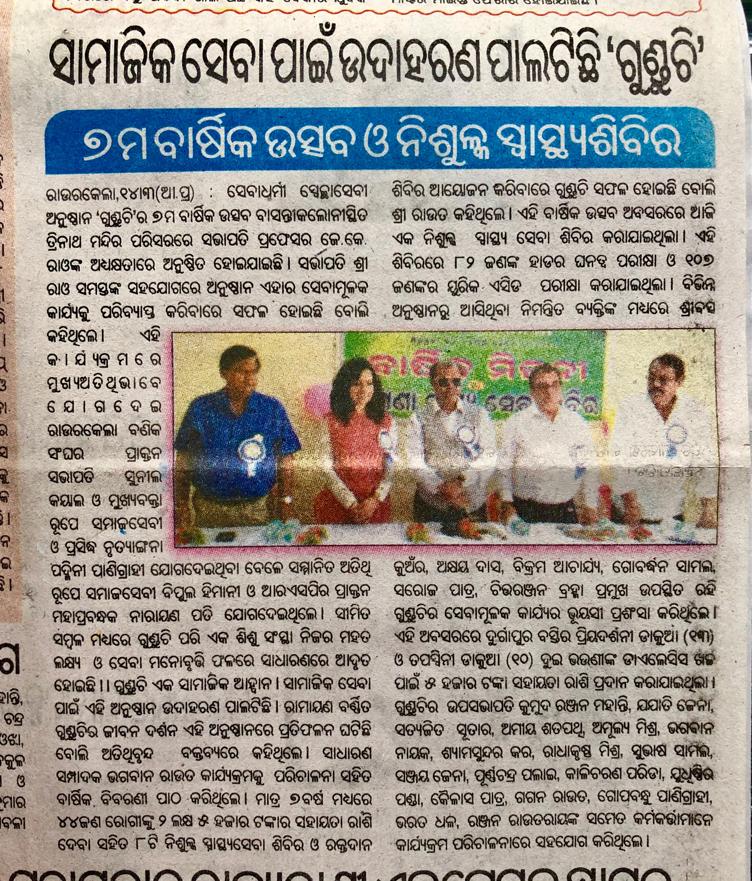 ସାମାଜିକ ସେବା ପାଇଁ ଉଦାହରଣ ପାଲଟିଛି ‘ଗୁଣ୍ଡୁଚି’
୭ମ ବାର୍ଷିକ ଉତ୍ସବ ଓ ନିଶୁଳ୍କ ସ୍ୱାସ୍ଥ୍ୟଶିବିର
ରାଉରକେଲା,୧୪।୩(ଆ.ପ୍ର) : ସେବାଧର୍ମୀ ସ୍ବେଚ୍ଛାସେବୀ
ଅନୁଷ୍ଠାନ ‘ଗୁଣ୍ଡୁଚି’ର ୭ମ ବାର୍ଷିକ ଉତ୍ସବ ବାସନ୍ତୀକଲୋନୀସ୍ଥିତ
ତ୍ରିନାଥ ମନ୍ଦିର ପରିସରରେ ସଭାପତି ପ୍ରଫେସର ଜେ.କେ.
ରାଓଙ୍କ ଅଧ୍ୟକ୍ଷତାରେ ଅନୁଷ୍ଠିତ ହୋଇଯାଇଛି । ସଭାପତି ଶ୍ରୀ
ରାଓ ସମସ୍ତଙ୍କ ସହଯୋଗରେ ଅନୁଷ୍ଠାନ ଏହାର ସେବାମୂଳକ
କାର୍ଯ୍ୟକୁ ପରିବ୍ୟାପ୍ତ କରିବାରେ ସଫଳ ହୋଇଛି ବୋଲି
କହିଥିଲେ । ଏହି
କାର୍ଯ୍ୟକ୍ରମରେ
ମୁଖ୍ୟଅତିଥିଭାବେ
ଯୋଗଦେଇ
ରାଉରକେଲା ବଣିକ
ସଂଘର ପ୍ରାକ୍ତନ
ସଭାପତି ସୁନୀଲ
କୟାଲ ଓ ମୁଖ୍ୟବକ୍ତା
ରୂପେ ସମାଜସେବୀ
ଓ ପ୍ରସିଦ୍ଧ ନୃତ୍ୟାଙ୍ଗନା
ପଦ୍ମିନୀ ପାଣିଗ୍ରାହୀ ଯୋଗଦେଇଥିବା ବେଳେ ସମ୍ମାନିତ ଅତିଥି
ରୂପେ ସମାଜସେବୀ ବିପୁଲ ହିମାନୀ ଓ ଆରଏସପିର ପ୍ରାକ୍ତନ
ମହାପ୍ରବନ୍ଧକ ନାରାୟଣ ପତି ଯୋଗଦେଇଥିଲେ । ସୀମିତ
ସମ୍ବଳ ମଧ୍ୟରେ ଗୁଣ୍ଡୁଚି ପରି ଏକ ଶିଶୁ ସଂସ୍ଥା ନିଜର ମହତ
ଲକ୍ଷ୍ୟ ଓ ସେବା ମନୋବୃତ୍ତି ଫଳରେ ସାଧାରଣରେ ଆଦୃତ
ହୋଇଛି । । ଗୁଣ୍ଡୁଚି ଏକ ସାମାଜିକ ଆହ୍ବାନ । ସାମାଜିକ ସେବା
ପାଇଁ ଏହି ଅନୁଷ୍ଠାନ ଉଦାହରଣ ପାଲଟିଛି । ରାମାୟଣ ବର୍ଣ୍ଣିତ
ଗୁଣ୍ଡୁଚିର ଜୀବନ ଦର୍ଶନ ଏହି ଅନୁଷ୍ଠାନରେ ପ୍ରତିଫଳନ ଘଟିଛି
ବୋଲି ଅତିଥିବୃନ୍ଦ ବକ୍ତବ୍ୟରେ କହିଥିଲେ । ସାଧାରଣ
ସମ୍ପାଦକ ଭଗବାନ ରାଉତ କାର୍ଯ୍ୟକ୍ରମକୁ ପରିଚାଳନା ସହିତ
ବାର୍ଷିକ ବିବରଣୀ ପାଠ କରିଥିଲେ । ମାତ୍ର ୭ବର୍ଷ ମଧ୍ୟରେ
୪୪ଜଣ ରୋଗୀଙ୍କୁ ୨ ଲକ୍ଷ ୫ ହଜାର ଟଙ୍କାର ସହାୟତା ରାଶି
ଦେବା ସହିତ ୮ଟି ନିଶୁଳ୍କ ସ୍ୱାସ୍ଥ୍ୟସେବା ଶିବିର ଓ ରକ୍ତଦାନ
ଶିବିର ଆୟୋଜନ କରିବାରେ ଗୁଣ୍ଡୁଚି ସଫଳ ହୋଇଛି ବୋଲି
ଶ୍ରୀ ରାଉତ କହିଥିଲେ । ଏହି ବାର୍ଷିକ ଉତ୍ସବ ଅବସରରେ ଆଜି
ଏକ ନିଶୁଳ୍କ ସ୍ୱାସ୍ଥ୍ୟ ସେବା ଶିବିର କରାଯାଇଥିଲା । ଏହି
ଶିବିରରେ ୮୨ ଜଣଙ୍କ ହାଡର ଘନତ୍ୱ ପରୀକ୍ଷା ଓ ୧୦୭
ଜଣଙ୍କର ୟୁରିକ ଏସିଡ ପରୀକ୍ଷା କରାଯାଇଥିଲା । ବିଭିନ୍ନ
ଅନୁଷ୍ଠାନରୁ ଆସିଥିବା ନିମନ୍ତ୍ରିତ ବ୍ୟକ୍ତିଙ୍କ ମଧ୍ୟରେ ଶ୍ରୀବତ୍ସ
ବାର୍ଷିକ ମିଳନୀ
କୁଅଁର, ଅକ୍ଷୟ ଦାସ, ବିକ୍ରମ ଆଚାର୍ଯ୍ୟ, ଗୋବର୍ଦ୍ଧନ ସାମଲ,
ସରୋଜ ପାତ୍ର, ଚିତ୍ତରଞ୍ଜନ ବ୍ରହ୍ମା ପ୍ରମୁଖ ଉପସ୍ଥିତ ରହି
ଗୁଣ୍ଡୁଚିର ସେବାମୂଳକ କାର୍ଯ୍ୟର ଭୂୟସୀ ପ୍ରଶଂସା କରିଥିଲେ ।
ଏହି ଅବସରରେ ଦୁର୍ଗାପୁର ବସ୍ତିର ପ୍ରିୟଦର୍ଶନୀ ଡାକୁଆ (୧୩)
ଓ ତପସ୍ୱିନୀ ଡାକୁଆ (୧୦) ଦୁଇ ଭଉଣୀଙ୍କ ଡାଏଲେସିସ ଖର୍ଚ୍ଚ
ପାଇଁ ୫ ହଜାର ଟଙ୍କା ସହାୟତା ରାଶି ପ୍ରଦାନ କରାଯାଇଥିଲା ।
ଗୁଣ୍ଡୁଚିର ଉପସଭାପତି କୁମୁଦ ରଞ୍ଜନ ମହାନ୍ତି, ଯଯାତି ଜେନା,
ସତ୍ୟଜିତ ସୁତାର, ଅମୀୟ ଶତପଥି, ଅମୂଲ୍ୟ ମିଶ୍ର, ଭଗବାନ
ନାୟକ, ଶ୍ୟାମସୁନ୍ଦର କର, ରାଧାକୃଷ୍ଣ ମିଶ୍ର, ସୁଭାଷ ସାମଲ,
ସଞ୍ଜୟ ଜେନା, ପୂର୍ଣ୍ଣଚନ୍ଦ୍ର ପଲାଇ, କାଳିଚରଣ ପରିଡା, ଯୁଧିଷ୍ଠିର
ପଣ୍ଡା, କୈଳାସ ପାତ୍ର, ଗଗନ ରାଉତ, ଗୋପବନ୍ଧୁ ପାଣିଗ୍ରାହୀ,
ଭରତ ଧଳ, ରଞ୍ଜନ ରାଉତରାୟଙ୍କ ସମେତ କର୍ମକର୍ତ୍ତାମାନେ
କାର୍ଯ୍ୟକ୍ରମ ପରିଚାଳନାରେ ସହଯୋଗ କରିଥିଲେ ।